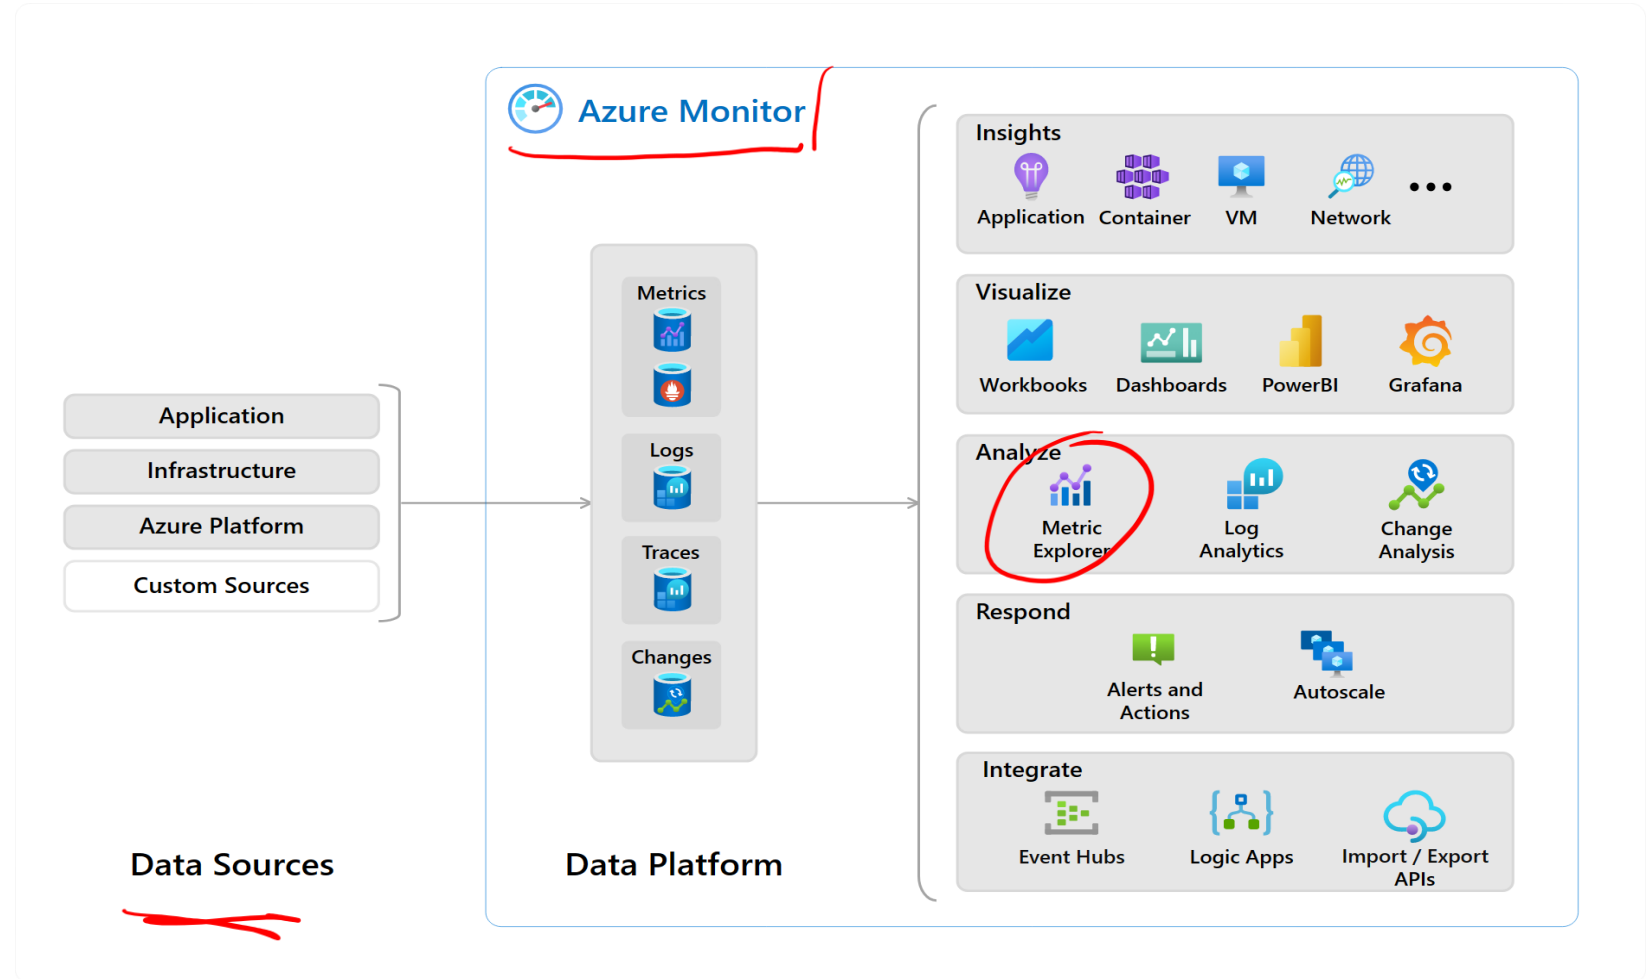 Azure Monitor
Application
Infrastructure
Azure Platform
Custom Sources
Data Sources
Metrics
Logs
Traces
Changes
Data Platform
Insights
Application
Container
VM
Network
•••
Visualize
Workbooks
Dashboards
PowerBI
Grafana
Analyze
Metric
Explorer
Log
Analytics
Change
Analysis
Respond
Alerts and
Actions
Autoscale
Integrate
Event Hubs
Logic Apps
Import / Export
APIs